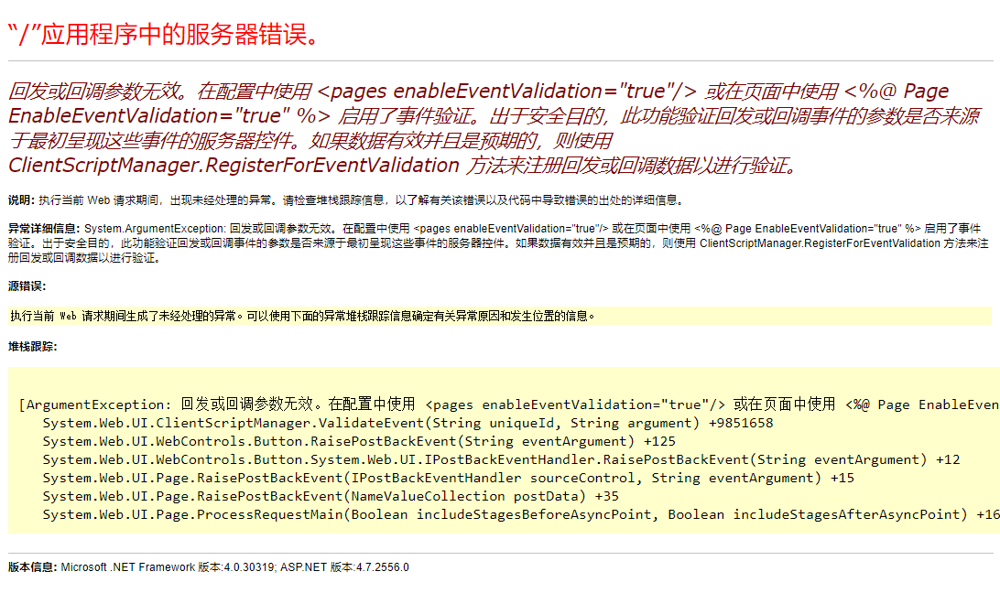 “/”应用程序中的服务器错误。
回发或回调参数无效。在配置中使用 <pages enableEventValidation="true"/> 或在页面中使用 <%@ Page
EnableEventValidation="true" %> 启用了事件验证。出于安全目的，此功能验证回发或回调事件的参数是否来源
于最初呈现这些事件的服务器控件。如果数据有效并且是预期的，则使用
ClientScriptManager.RegisterForEventValidation 方法来注册回发或回调数据以进行验证。
说明: 执行当前 Web 请求期间，出现未经处理的异常。请检查堆栈跟踪信息，以了解有关该错误以及代码中导致错误的出处的详细信息。
异常详细信息: System.ArgumentException: 回发或回调参数无效。在配置中使用 <pages enableEventValidation="true"/> 或在页面中使用 <%@ Page EnableEventValidation="true" %> 启用了事件
验证。出于安全目的，此功能验证回发或回调事件的参数是否来源于最初呈现这些事件的服务器控件。如果数据有效并且是预期的，则使用 ClientScriptManager.RegisterForEventValidation 方法来注
册回发或回调数据以进行验证。
源错误:
执行当前 Web 请求期间生成了未经处理的异常。可以使用下面的异常堆栈跟踪信息确定有关异常原因和发生位置的信息。
堆栈跟踪:
[ArgumentException: 回发或回调参数无效。在配置中使用 <pages enableEventValidation="true"/> 或在页面中使用 <%@ Page EnableEven
System.Web.UI.ClientScriptManager.ValidateEvent(String uniqueId, String argument) +9851658
System.Web.UI.WebControls.Button.RaisePostBackEvent(String eventArgument) +125
System.Web.UI.WebControls.Button.System.Web.UI.IPostBackEventHandler.RaisePostBackEvent(String eventArgument) +12
System.Web.UI.Page.RaisePostBackEvent(IPostBackEventHandler sourceControl, String eventArgument) +15
System.Web.UI.Page.RaisePostBackEvent(NameValueCollection postData) +35
System.Web.UI.Page.ProcessRequestMain(Boolean includeStagesBeforeAsyncPoint, Boolean includeStagesAfterAsyncPoint) +16
版本信息: Microsoft .NET Framework 版本:4.0.30319; ASP.NET 版本:4.7.2556.0